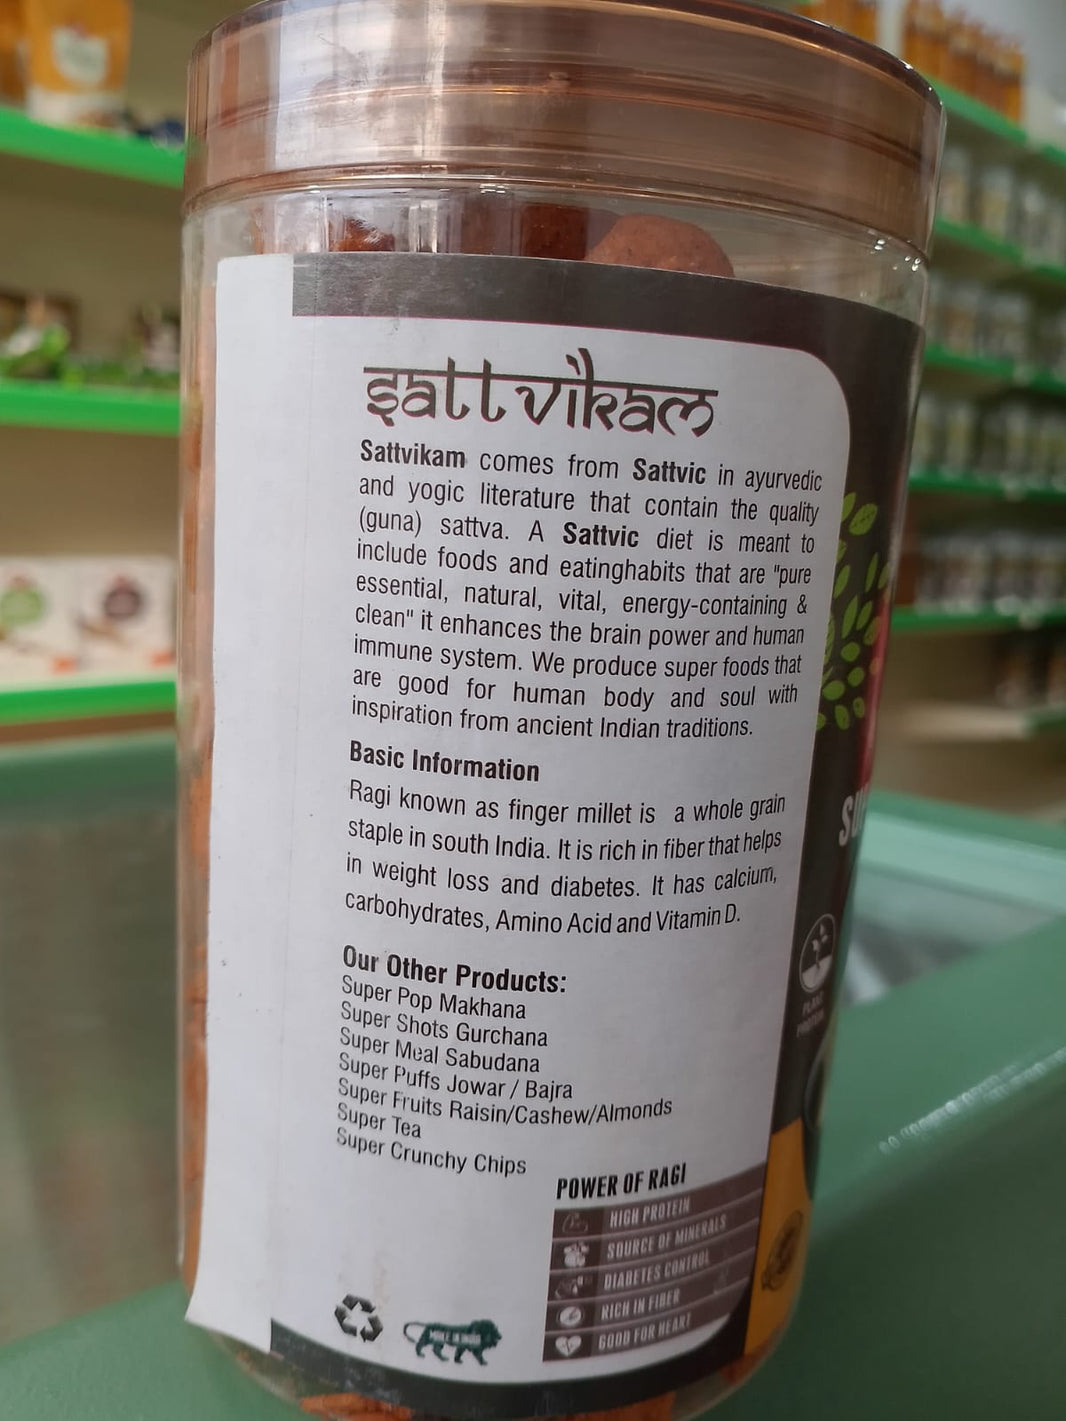 sattvikam
Sattvikam comes from Sattvic in ayurvedic
and yogic literature that contain the quality
(guna) sattva. A Sattvic diet is meant to
include foods and eatinghabits that are "pure
essential, natural, vital, energy-containing &
clean" it enhances the brain power and human
immune system. We produce super foods that
are good for human body and soul with
inspiration from ancient Indian traditions.
Basic Information
Ragi known as finger millet is a whole grain
staple in south India. It is rich in fiber that helps
in weight loss and diabetes. It has calcium,
carbohydrates, Amino Acid and Vitamin D.
Our Other Products:
Super Pop Makhana
Super Shots Gurchana
Super Meal Sabudana
Super Puffs Jowar / Bajra
Super Fruits Raisin/Cashew/Almonds
Super Tea
Super Crunchy Chips
POWER OF RAGI
HIGH PROTEIN
SOURCE OF MINERALS
DIABETES CONTROL
RICH IN FIBER
GOOD FOR HEART
PLANT
PROTEIN